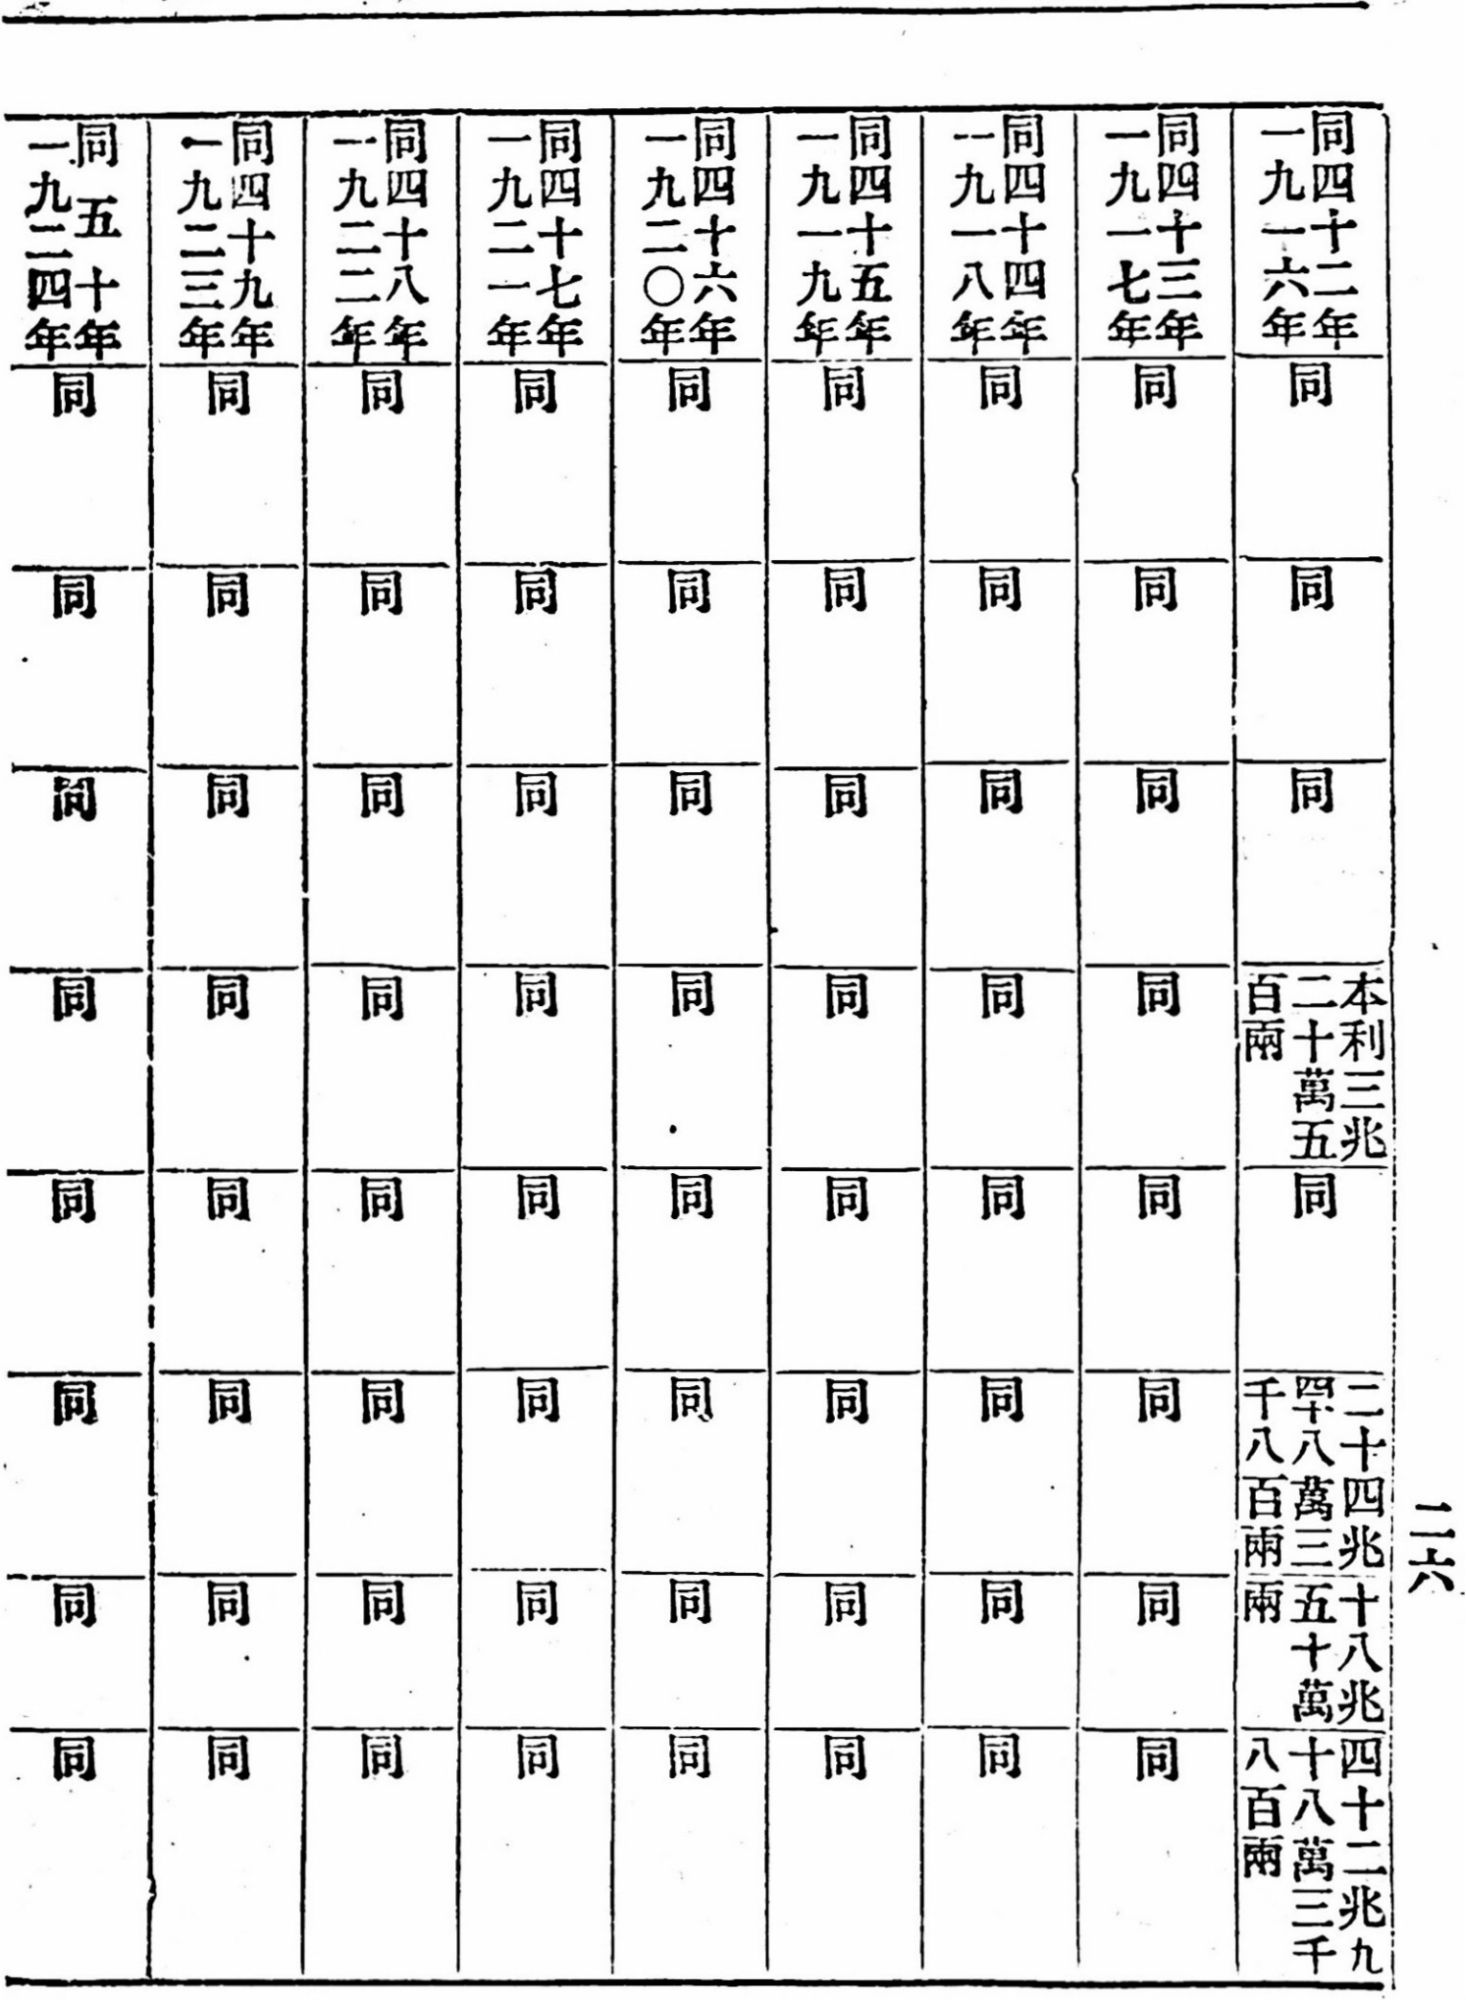 同四十二年
一九一六年
同
同
同
本利三兆
二十萬五
百兩
同
二十四兆
四十八萬三
千八百兩
十八兆
五十萬
兩
四十二兆九
十八萬三千
八百兩
同四十三年
一九一七年
同
同
同
同
同
同
同
同
同四十四年
一九一八年
同
同
同
同
同
同
同
同
同四十五年
一九一九年
同
同
同
同
同
同
同
同
同四十六年
一九二〇年
同
同
同
同
同
同
同
同
同四十七年
一九二一年
同
同
同
同
同
同
同
同
同四十八年
一九二二年
同
同
同
同
同
同
同
同
同四十九年
一九二三年
同
同
同
同
同
同
同
同
同五十年
一九二四年
同
同
同
同
同
同
同
同
二六